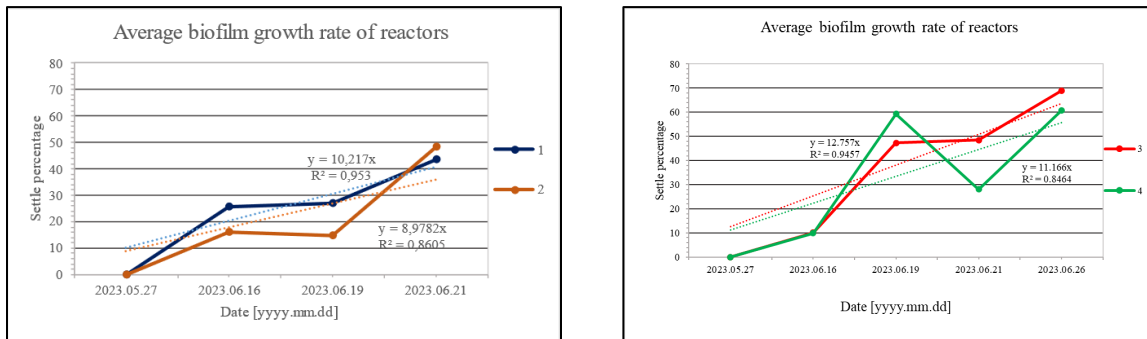 Average biofilm growth rate of reactors
80
70
60
50
40
30
20
10
0
Settle percentage
y = 10,217x
R² = 0,953
y = 8,9782x
R² = 0,8605
1
2
2023.05.27 2023.06.16 2023.06.19 2023.06.21
Date [yyyy.mm.dd]
Average biofilm growth rate of reactors
80
70
60
50
40
30
20
10
0
Settle percentage
y = 12.757x
R² = 0.9457
y = 11.166x
R² = 0.8464
3
4
2023.05.27 2023.06.16 2023.06.19 2023.06.21 2023.06.26
Date [yyyy.mm.dd]